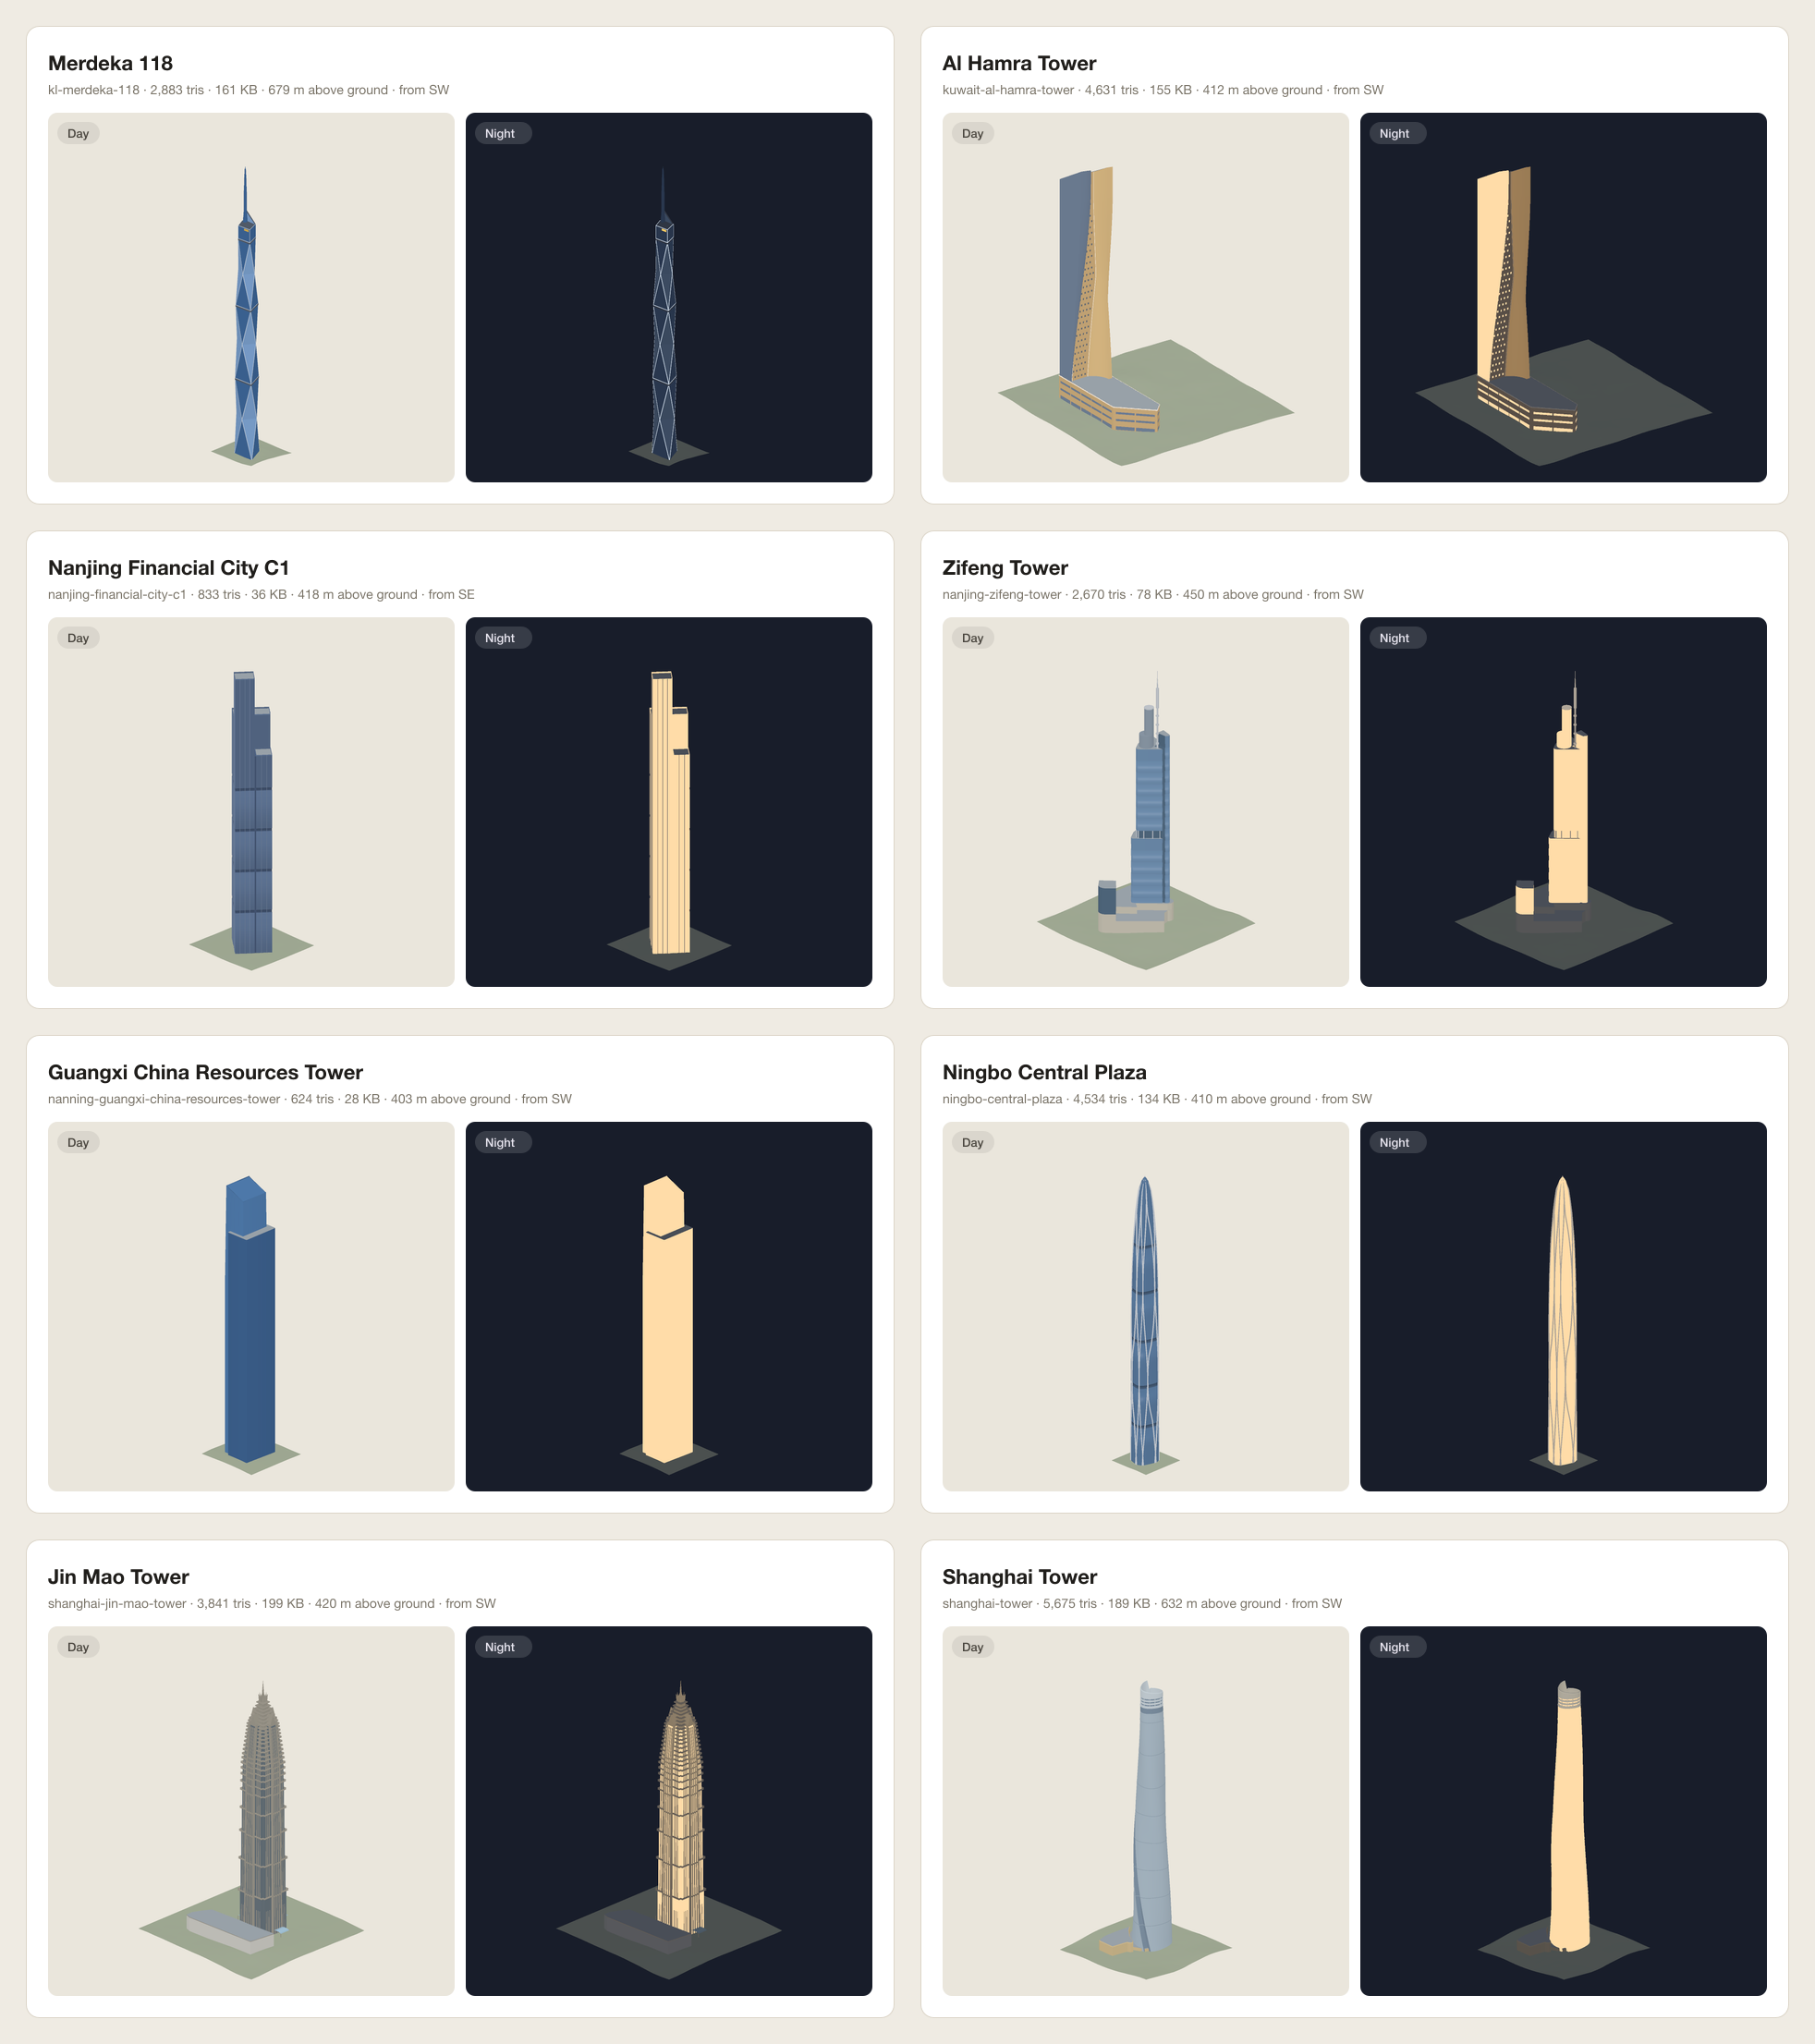 Merdeka 118
kl-merdeka-118 · 2,883 tris · 161 KB · 679 m above ground · from SW
Day
Night
Al Hamra Tower
kuwait-al-hamra-tower · 4,631 tris · 155 KB · 412 m above ground · from SW
Day
Night
Nanjing Financial City C1
nanjing-financial-city-c1 · 833 tris · 36 KB · 418 m above ground · from SE
Day
Night
Zifeng Tower
nanjing-zifeng-tower · 2,670 tris · 78 KB · 450 m above ground · from SW
Day
Night
Guangxi China Resources Tower
nanning-guangxi-china-resources-tower · 624 tris · 28 KB · 403 m above ground · from SW
Day
Night
Ningbo Central Plaza
ningbo-central-plaza · 4,534 tris · 134 KB · 410 m above ground · from SW
Day
Night
Jin Mao Tower
shanghai-jin-mao-tower · 3,841 tris · 199 KB · 420 m above ground · from SW
Day
Night
Shanghai Tower
shanghai-tower · 5,675 tris · 189 KB · 632 m above ground · from SW
Day
Night